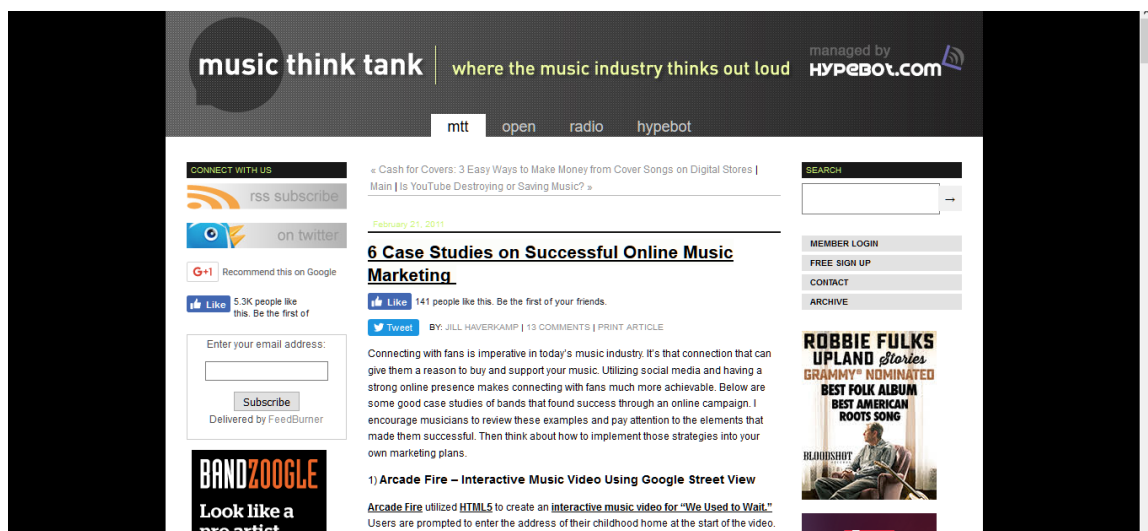 music think tank
where the music industry thinks out loud
managed by
HYPEBOT.COM
mtt
open
radio
hypebot
CONNECT WITH US
rss subscribe
on twitter
G+1 Recommend this on Google
Like 5.3K people like
this. Be the first of
Enter your email address:
Subscribe
Delivered by FeedBurner
BANDZOOGLE
Look like a
pro artist
« Cash for Covers: 3 Easy Ways to Make Money from Cover Songs on Digital Stores |
Main | Is YouTube Destroying or Saving Music? »
February 21, 2011
6 Case Studies on Successful Online Music
Marketing
Like 141 people like this. Be the first of your friends.
Tweet BY: JILL HAVERKAMP | 13 COMMENTS | PRINT ARTICLE
Connecting with fans is imperative in today's music industry. It's that connection that can
give them a reason to buy and support your music. Utilizing social media and having a
strong online presence makes connecting with fans much more achievable. Below are
some good case studies of bands that found success through an online campaign. I
encourage musicians to review these examples and pay attention to the elements that
made them successful. Then think about how to implement those strategies into your
own marketing plans.
1) Arcade Fire – Interactive Music Video Using Google Street View
Arcade Fire utilized HTML5 to create an interactive music video for "We Used to Wait."
Users are prompted to enter the address of their childhood home at the start of the video.
SEARCH
→
MEMBER LOGIN
FREE SIGN UP
CONTACT
ARCHIVE
ROBBIE FULKS
UPLAND Stories
GRAMMY® NOMINATED
BEST FOLK ALBUM
BEST AMERICAN
ROOTS SONG
BLOODSHOT